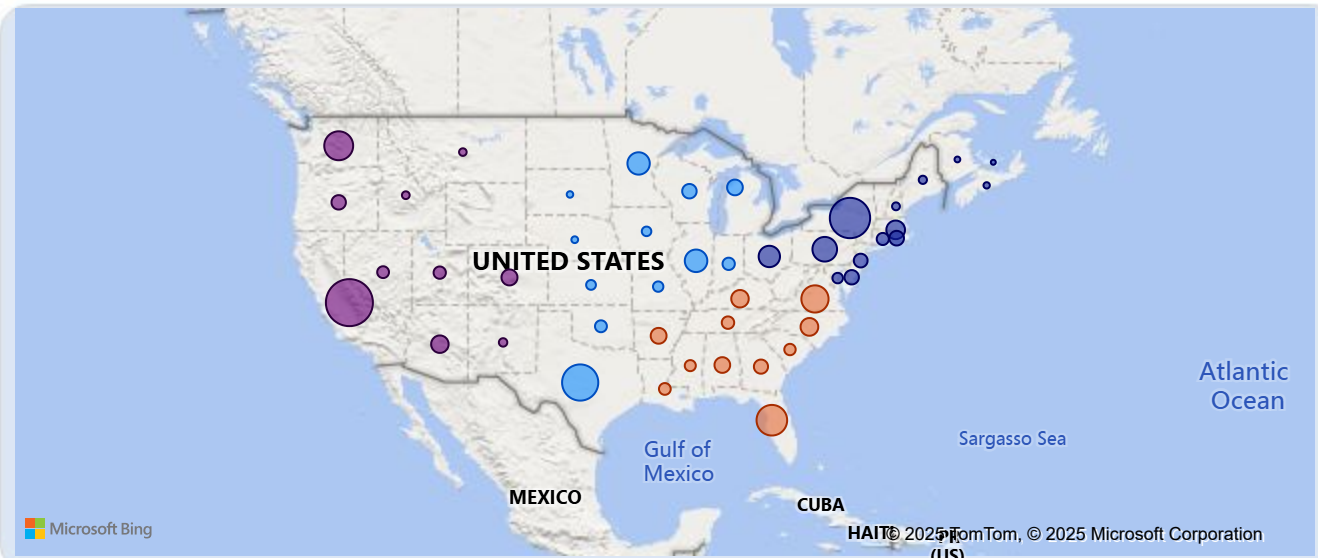 UNITED STATES
Atlantic
Ocean
Sargasso Sea
Gulf of
Mexico
MEXICO
CUBA
Microsoft Bing
HAITI
© 2025 TomTom, © 2025 Microsoft Corporation
PR
(US)